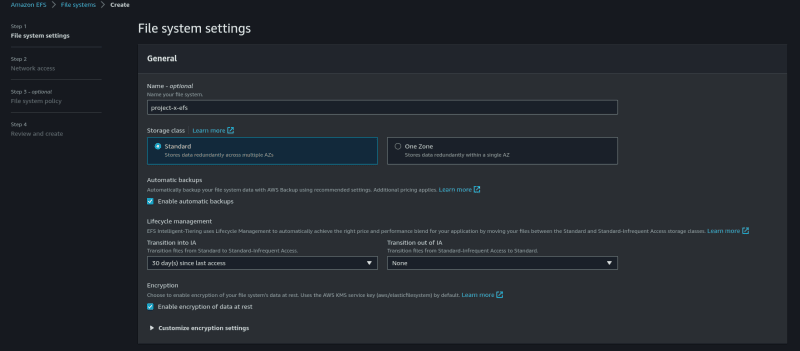 Amazon EFS > File systems > Create
Step 1
File system settings
Step 2
Network access
Step 3 - optional
File system policy
Step 4
Review and create
File system settings
General
Name - optional
Name your file system.
project-x-efs
Storage class | Learn more
Standard
Stores data redundantly across multiple AZs
One Zone
Stores data redundantly within a single AZ
Automatic backups
Automatically backup your file system data with AWS Backup using recommended settings. Additional pricing applies. Learn more
Enable automatic backups
Lifecycle management
EFS Intelligent-Tiering uses Lifecycle Management to automatically achieve the right price and performance blend for your application by moving your files between the Standard and Standard-Infrequent Access storage classes. Learn more
Transition into IA
Transition files from Standard to Standard-Infrequent Access.
30 day(s) since last access
Transition out of IA
Transition files from Standard-Infrequent Access to Standard.
None
Encryption
Choose to enable encryption of your file system's data at rest. Uses the AWS KMS service key (aws/elasticfilesystem) by default. Learn more
Enable encryption of data at rest
Customize encryption settings